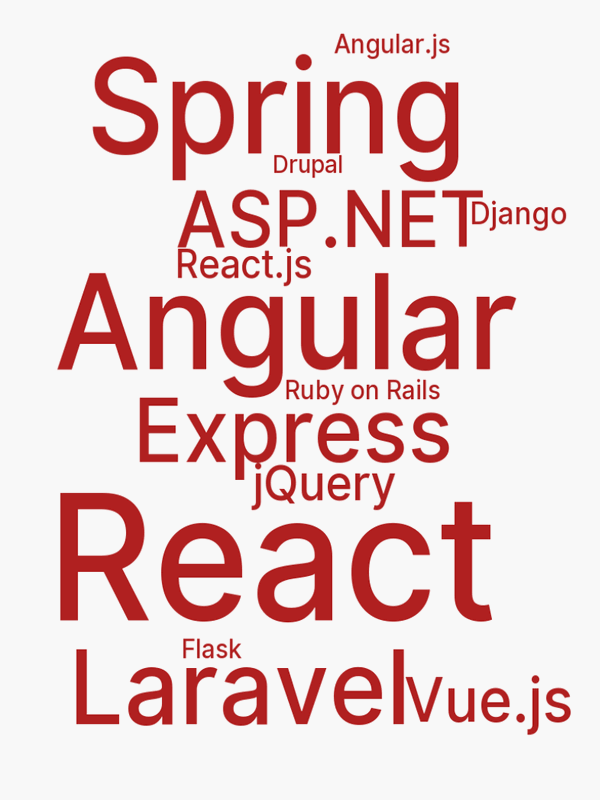 Angular.js
Spring
Drupal
ASP.NET
Django
React.js
Angular
Ruby on Rails
Express
jQuery
React
Flask
Laravel
Vue.js